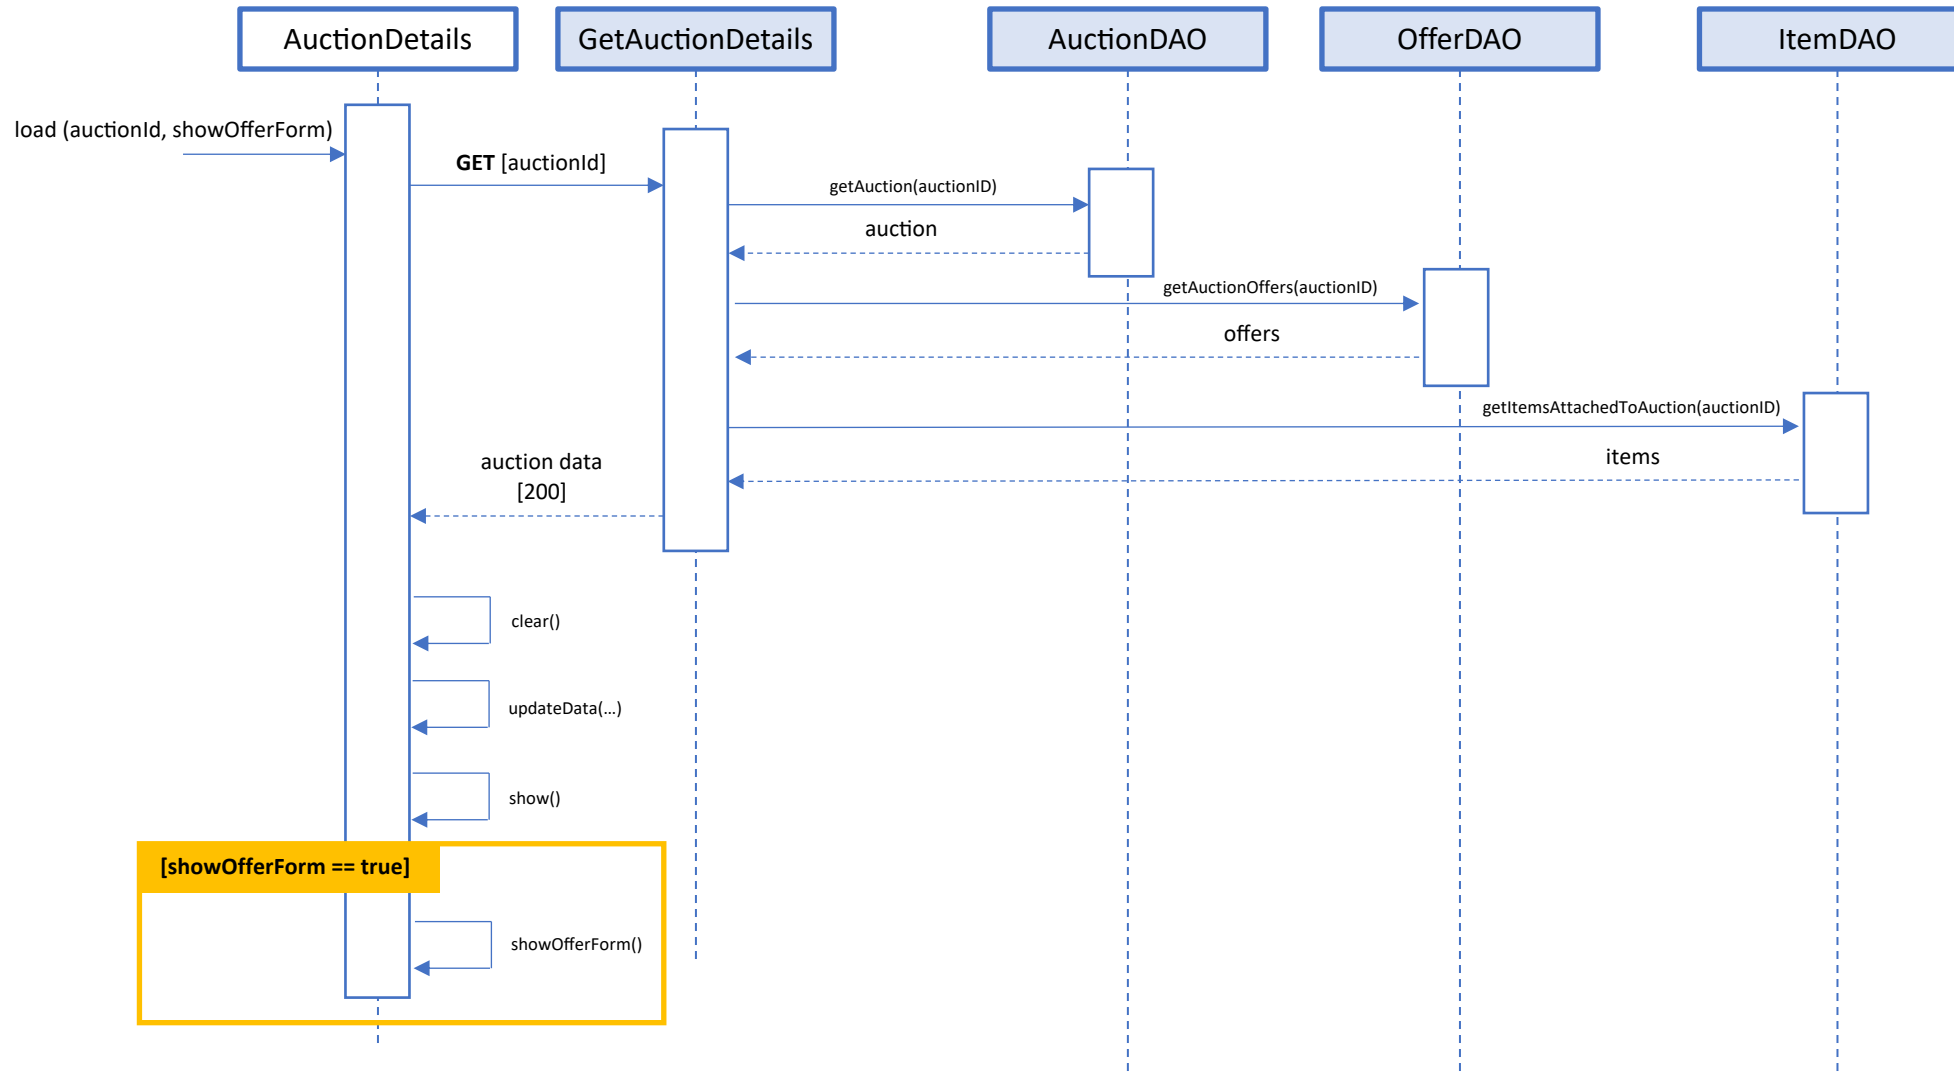 AuctionDetails
GetAuctionDetails
AuctionDAO
OfferDAO
ItemDAO
load (auctionId, showOfferForm)
GET [auctionId]
getAuction(auctionID)
auction
getAuctionOffers(auctionID)
offers
getItemsAttachedToAuction(auctionID)
items
auction data
[200]
clear()
updateData(...)
show()
[showOfferForm == true]
showOfferForm()